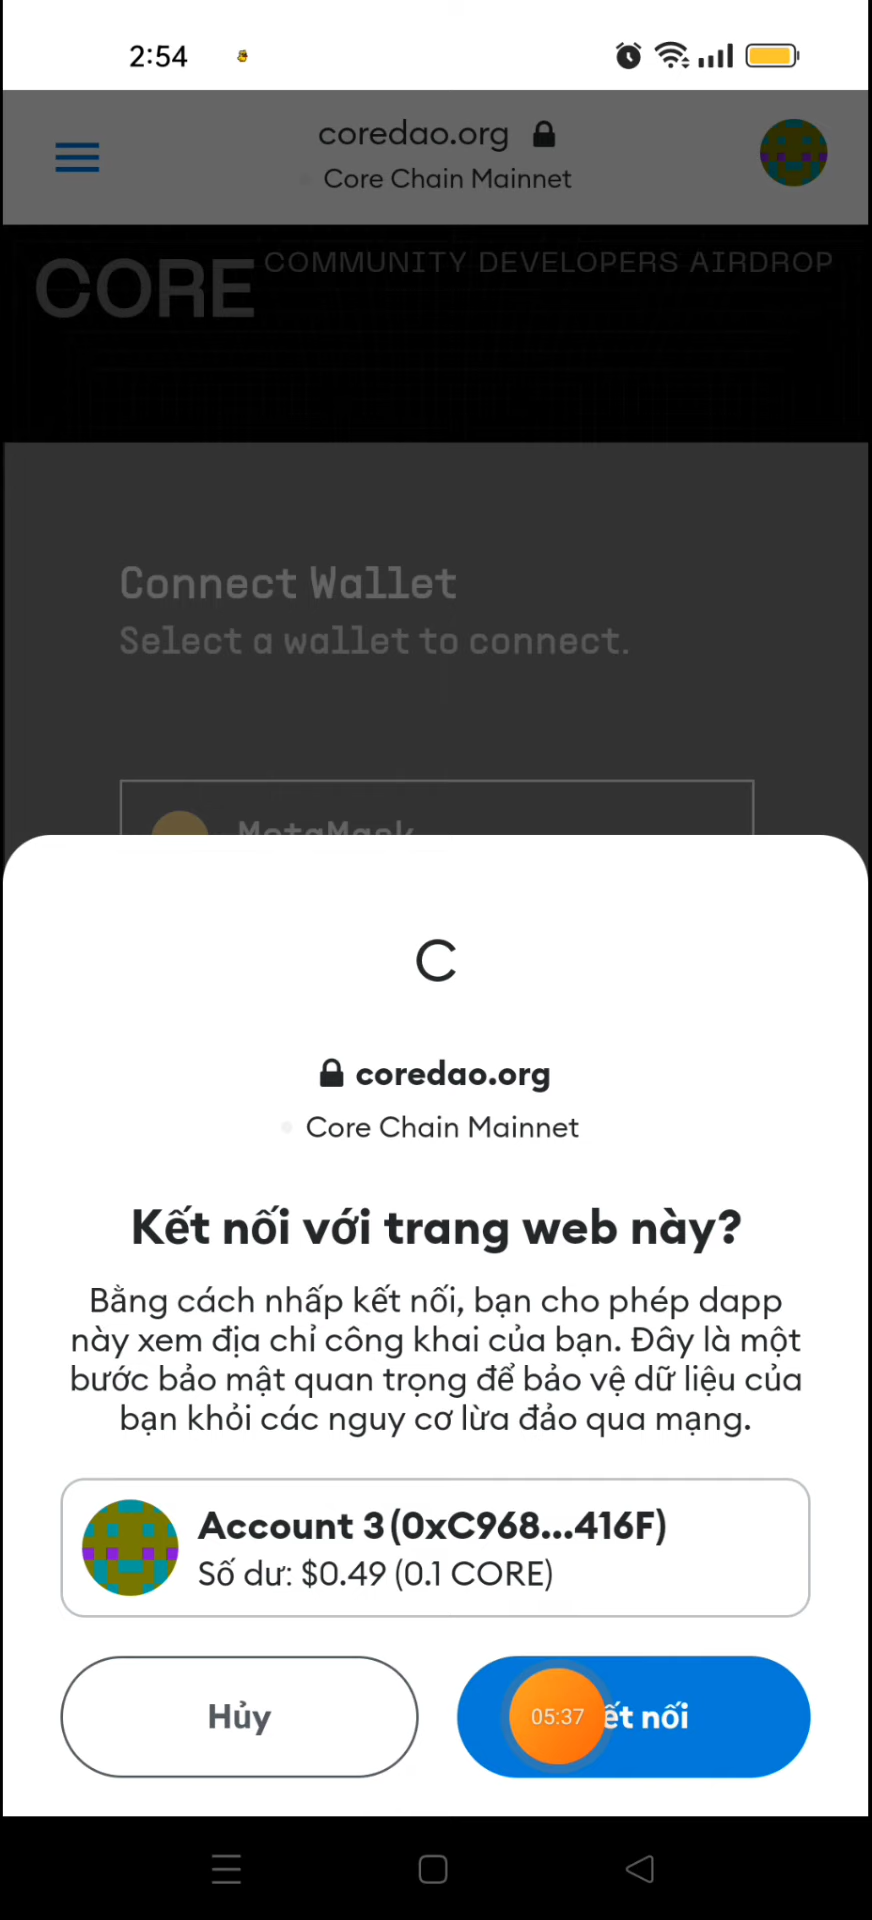 2:54
coredao.org
Core Chain Mainnet
CORE
COMMUNITY DEVELOPERS AIRDROP
Connect Wallet
Select a wallet to connect.
MetaMask
coredao.org
Core Chain Mainnet
Kết nối với trang web này?
Bằng cách nhấp kết nối, bạn cho phép dapp
này xem địa chỉ công khai của bạn. Đây là một
bước bảo mật quan trọng để bảo vệ dữ liệu của
bạn khỏi các nguy cơ lừa đảo qua mạng.
Account 3 (0xC968...416F)
Số dư: $0.49 (0.1 CORE)
Hủy
05:37
ết nối